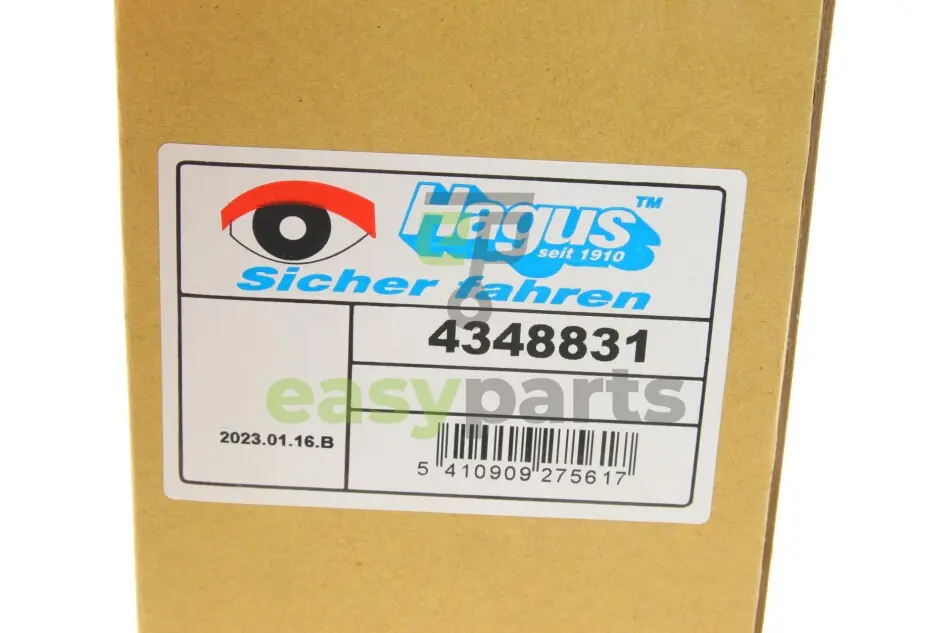 Hagus™
seit 1910
Sicher fahren
4348831
easyparts
2023.01.16.B
5 410909 275617